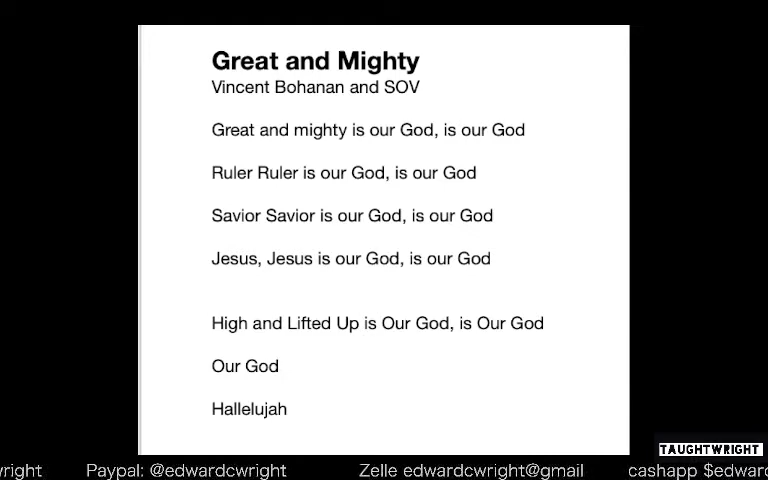 Great and Mighty
Vincent Bohanan and SOV
Great and mighty is our God, is our God
Ruler Ruler is our God, is our God
Savior Savior is our God, is our God
Jesus, Jesus is our God, is our God
High and Lifted Up is Our God, is Our God
Our God
Hallelujah
TAUGHTWRIGHT
wright Paypal: @edwardcwright Zelle edwardcwright@gmail cashapp $edward